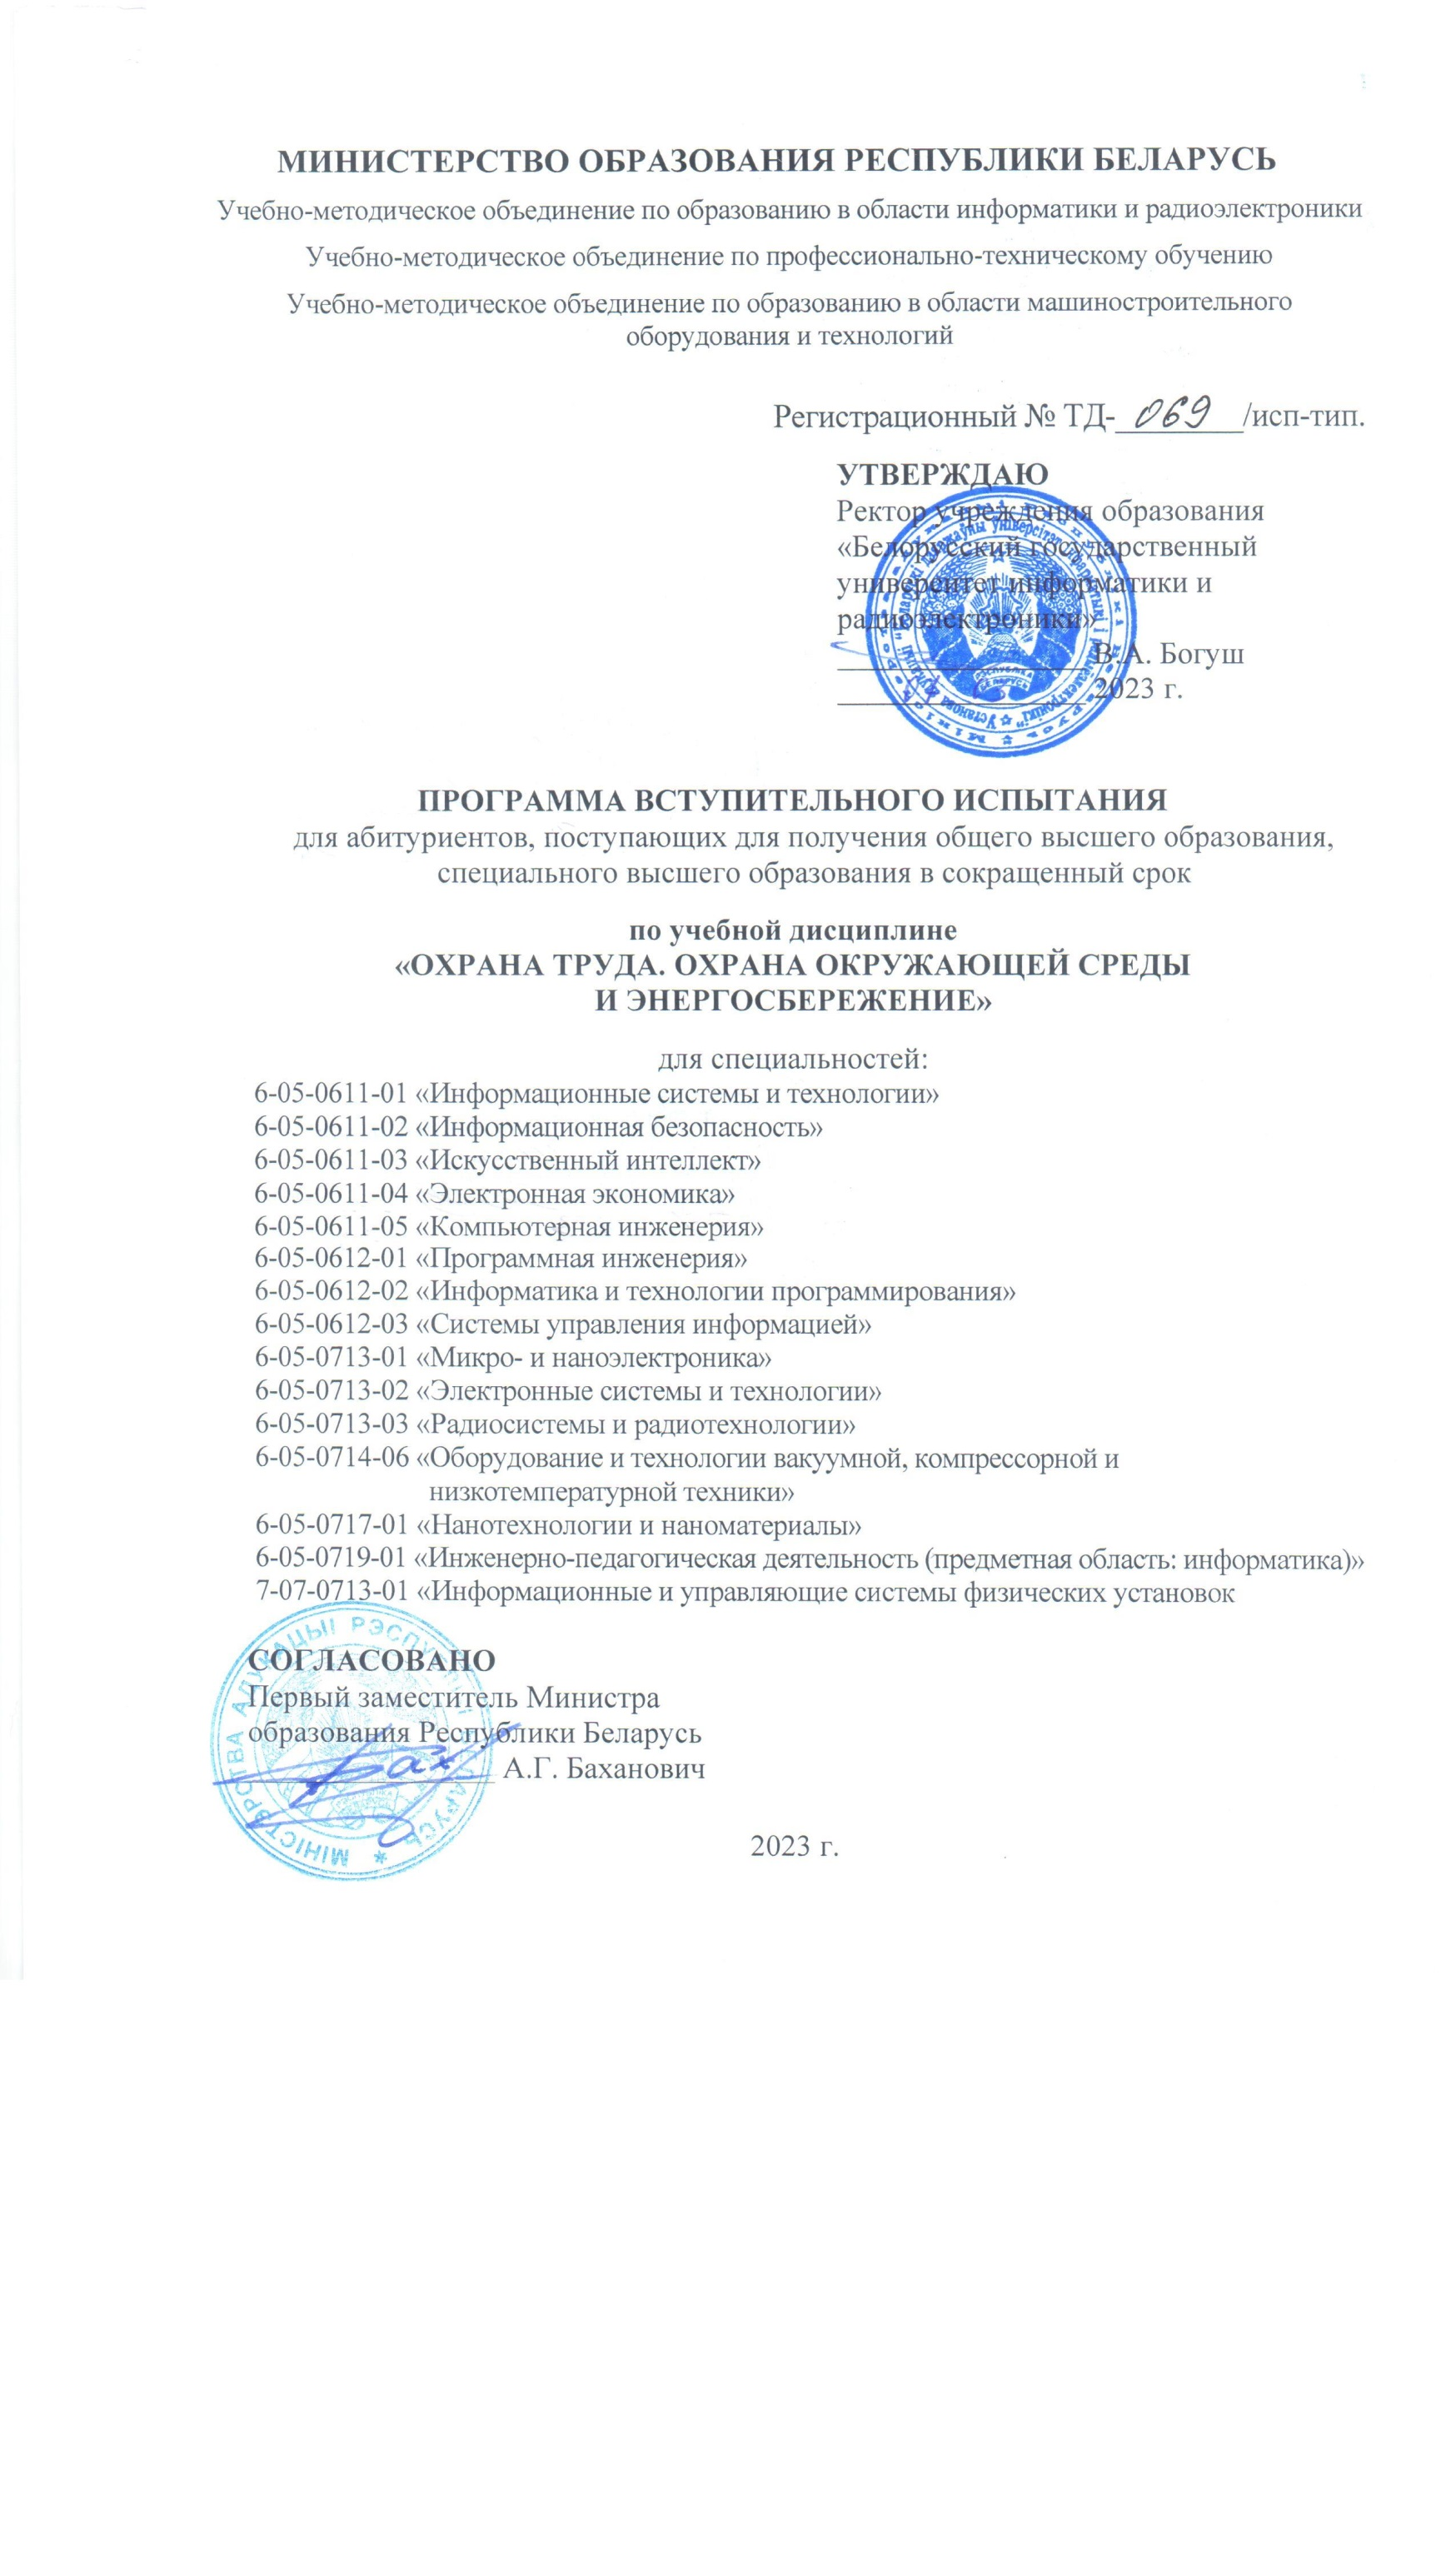 МИНИСТЕРСТВО ОБРАЗОВАНИЯ РЕСПУБЛИКИ БЕЛАРУСЬ
Учебно-методическое объединение по образованию в области информатики и радиоэлектроники
Учебно-методическое объединение по профессионально-техническому обучению
Учебно-методическое объединение по образованию в области машиностроительного
оборудования и технологий
Регистрационный № ТД-069/исп-тип.
УТВЕРЖДАЮ
Ректор учреждения образования
«Белорусский государственный
университет информатики и
радиоэлектроники»
В.А. Богуш
2023 г.
ПРОГРАММА ВСТУПИТЕЛЬНОГО ИСПЫТАНИЯ
для абитуриентов, поступающих для получения общего высшего образования,
специального высшего образования в сокращенный срок
по учебной дисциплине
«ОХРАНА ТРУДА. ОХРАНА ОКРУЖАЮЩЕЙ СРЕДЫ
И ЭНЕРГОСБЕРЕЖЕНИЕ»
для специальностей:
6-05-0611-01 «Информационные системы и технологии»
6-05-0611-02 «Информационная безопасность»
6-05-0611-03 «Искусственный интеллект»
6-05-0611-04 «Электронная экономика»
6-05-0611-05 «Компьютерная инженерия»
6-05-0612-01 «Программная инженерия»
6-05-0612-02 «Информатика и технологии программирования»
6-05-0612-03 «Системы управления информацией»
6-05-0713-01 «Микро- и наноэлектроника»
6-05-0713-02 «Электронные системы и технологии»
6-05-0713-03 «Радиосистемы и радиотехнологии»
6-05-0714-06 «Оборудование и технологии вакуумной, компрессорной и
низкотемпературной техники»
6-05-0717-01 «Нанотехнологии и наноматериалы»
6-05-0719-01 «Инженерно-педагогическая деятельность (предметная область: информатика)»
7-07-0713-01 «Информационные и управляющие системы физических установок
СОГЛАСОВАНО
Первый заместитель Министра
образования Республики Беларусь
А.Г. Баханович
2023 г.